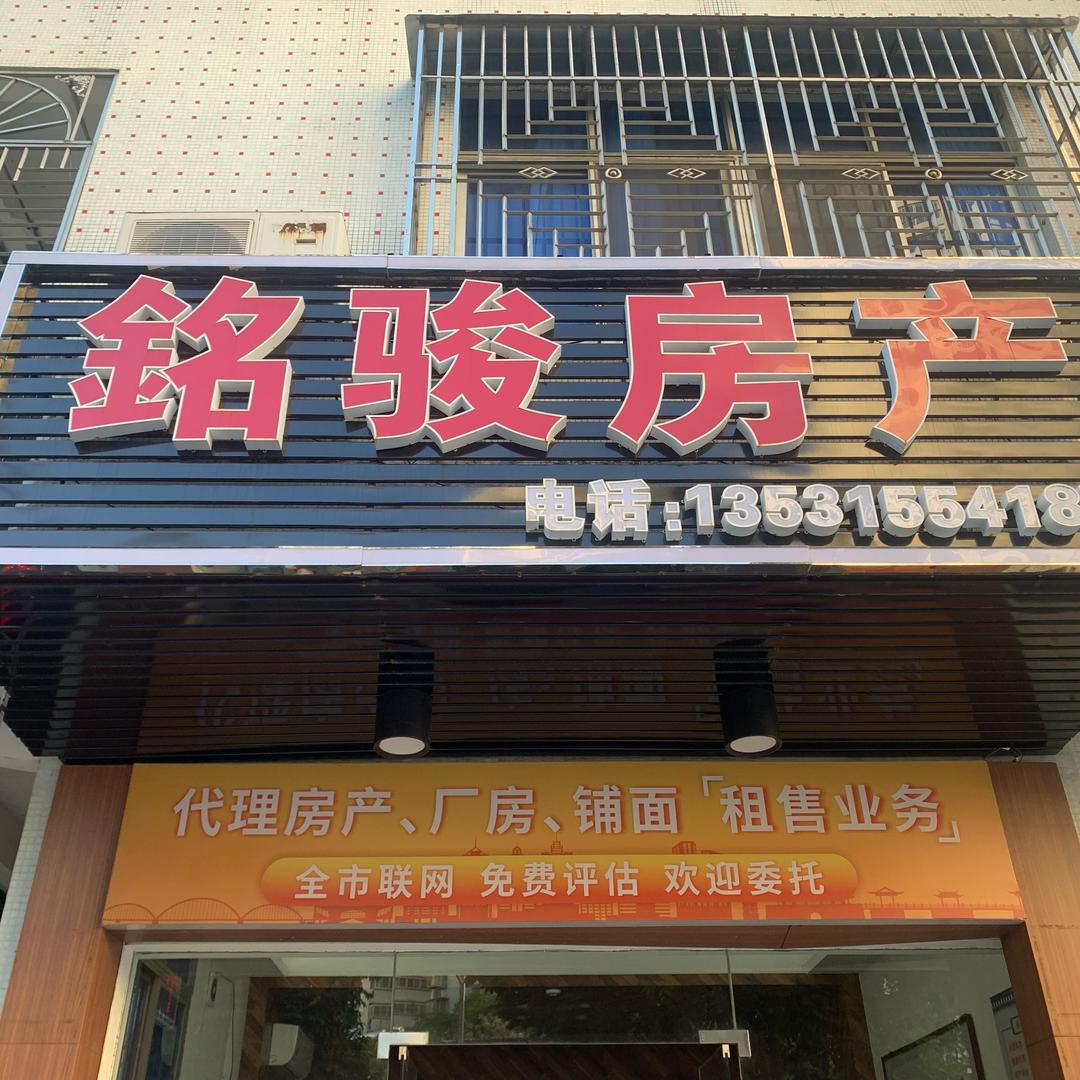 銘骏房产
电话:1353155418
代理房产、厂房、铺面「租售业务」
全市联网 免费评估 欢迎委托